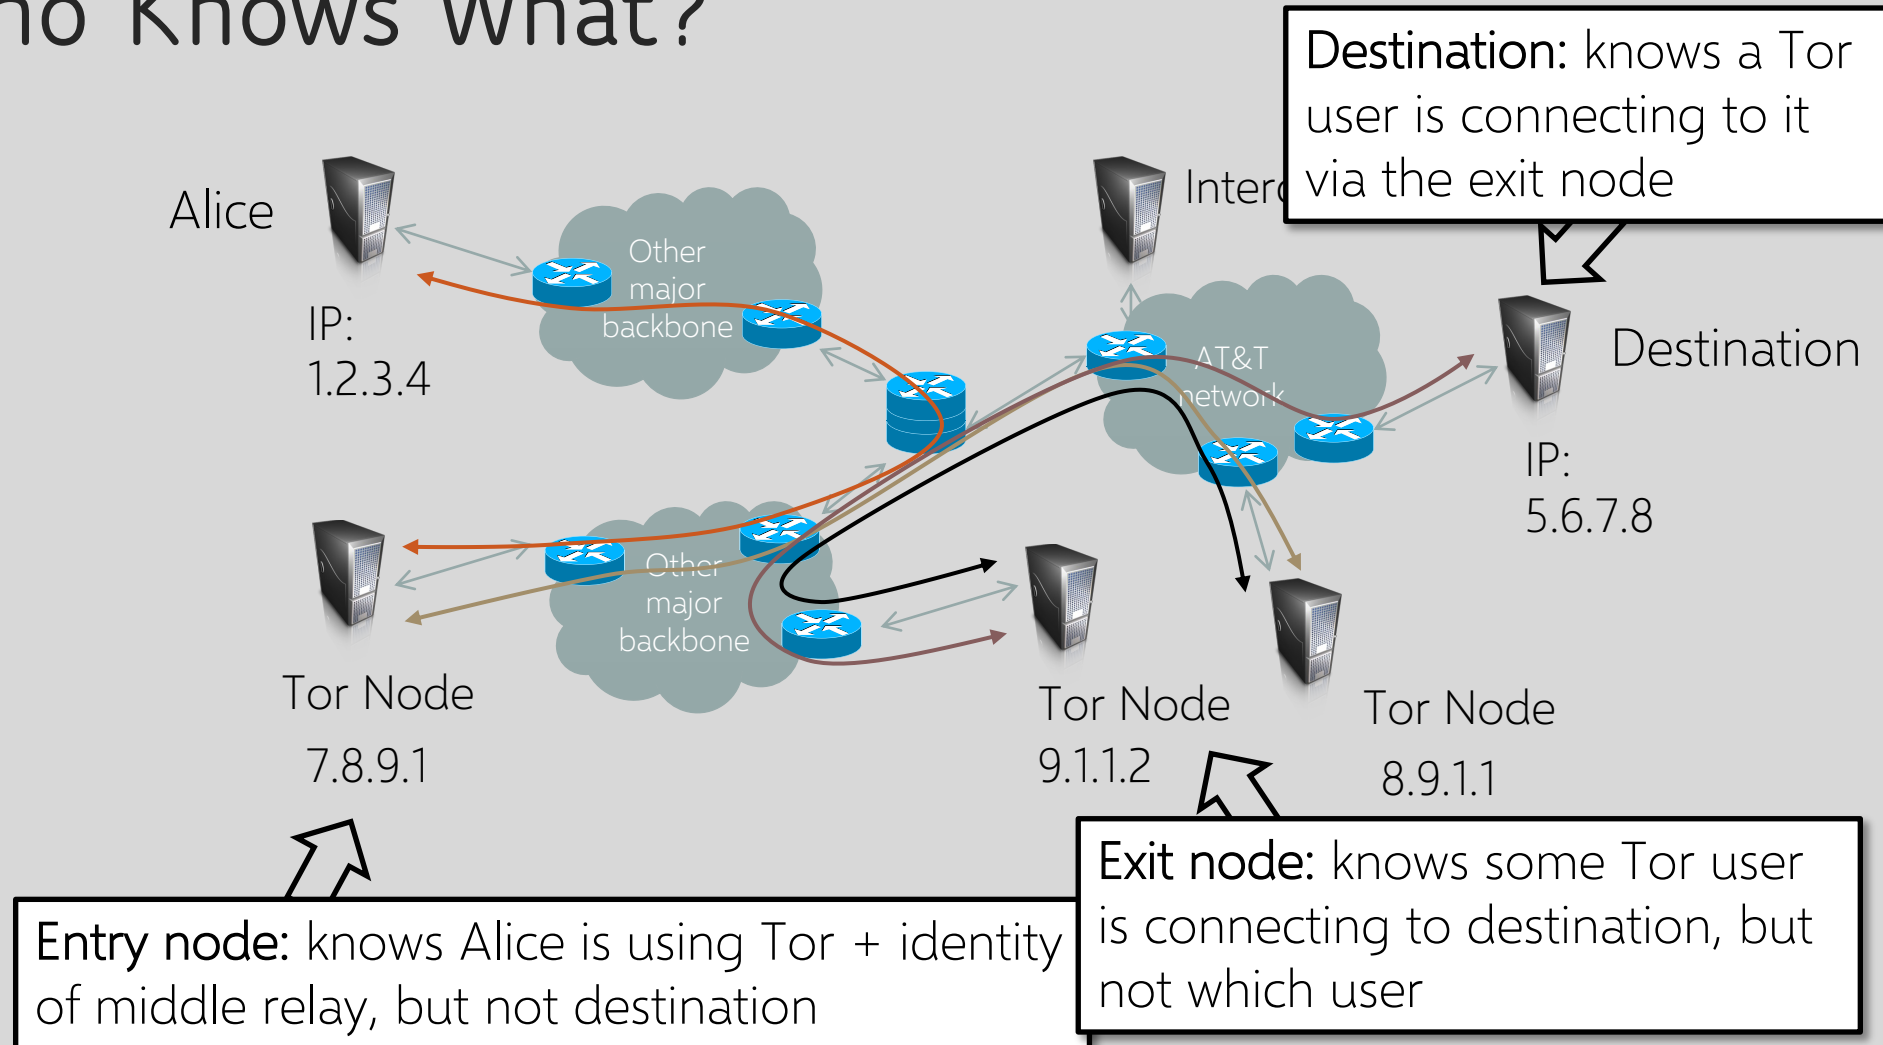 no Knows What?
Destination: knows a Tor
user is connecting to it
via the exit node
Alice
Other
major
backbone
IP:
1.2.3.4
AT&T
network
Destination
IP:
5.6.7.8
Other
major
backbone
Tor Node
7.8.9.1
Tor Node
9.1.1.2
Tor Node
8.9.1.1
Entry node: knows Alice is using Tor + identity
of middle relay, but not destination
Exit node: knows some Tor user
is connecting to destination, but
not which user